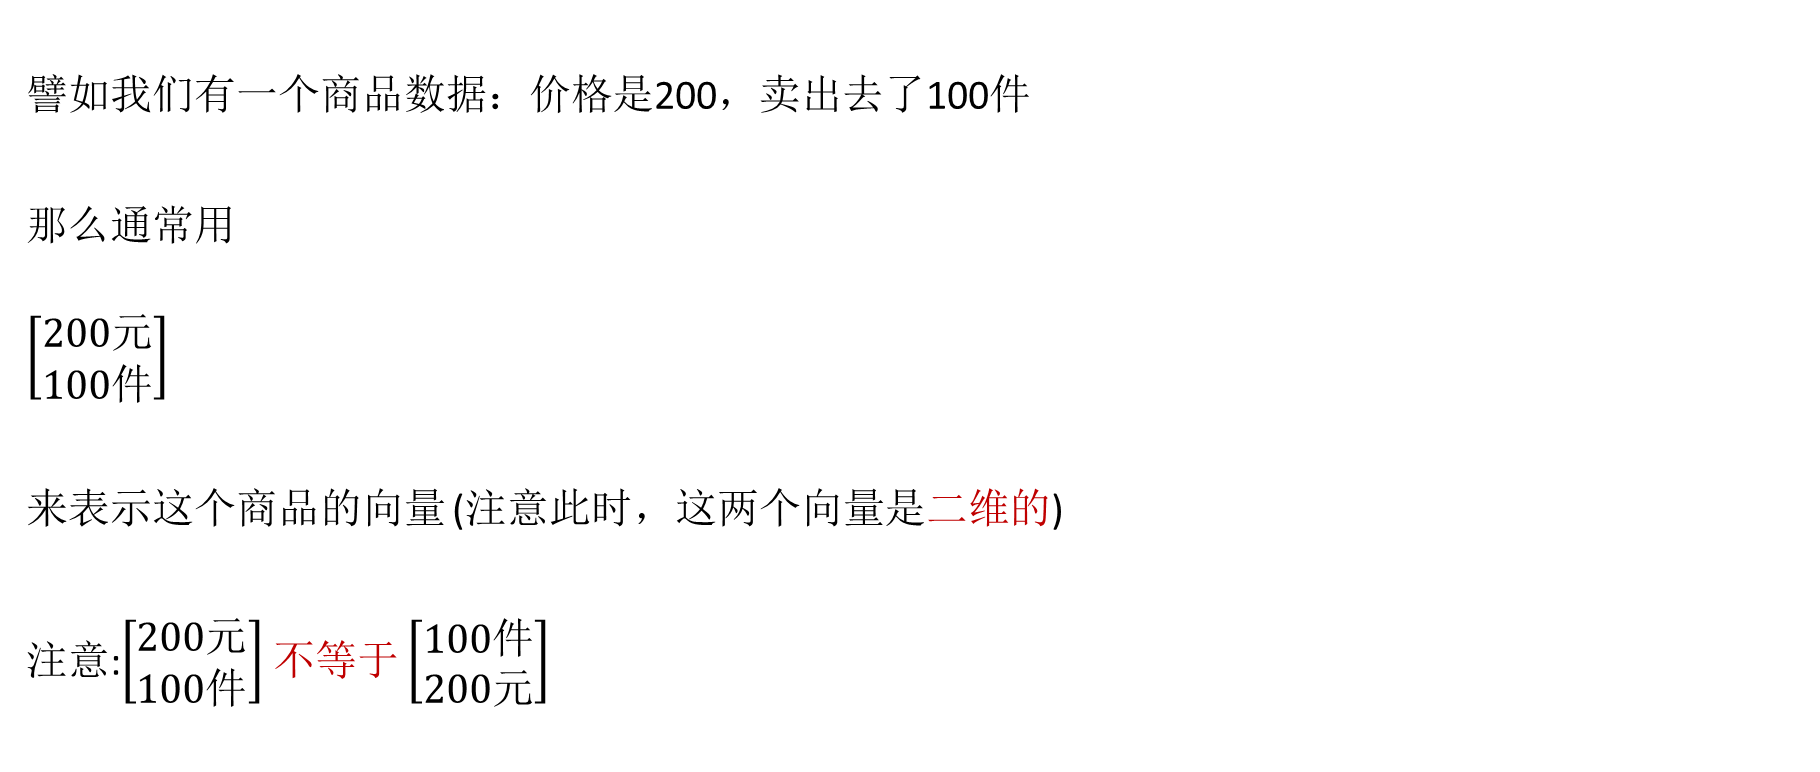 譬如我们有一个商品数据：价格是200，卖出去了100件
那么通常用
[200元
100件]
来表示这个商品的向量(注意此时，这两个向量是二维的)
注意:[200元 100件] 不等于 [100件 200元]